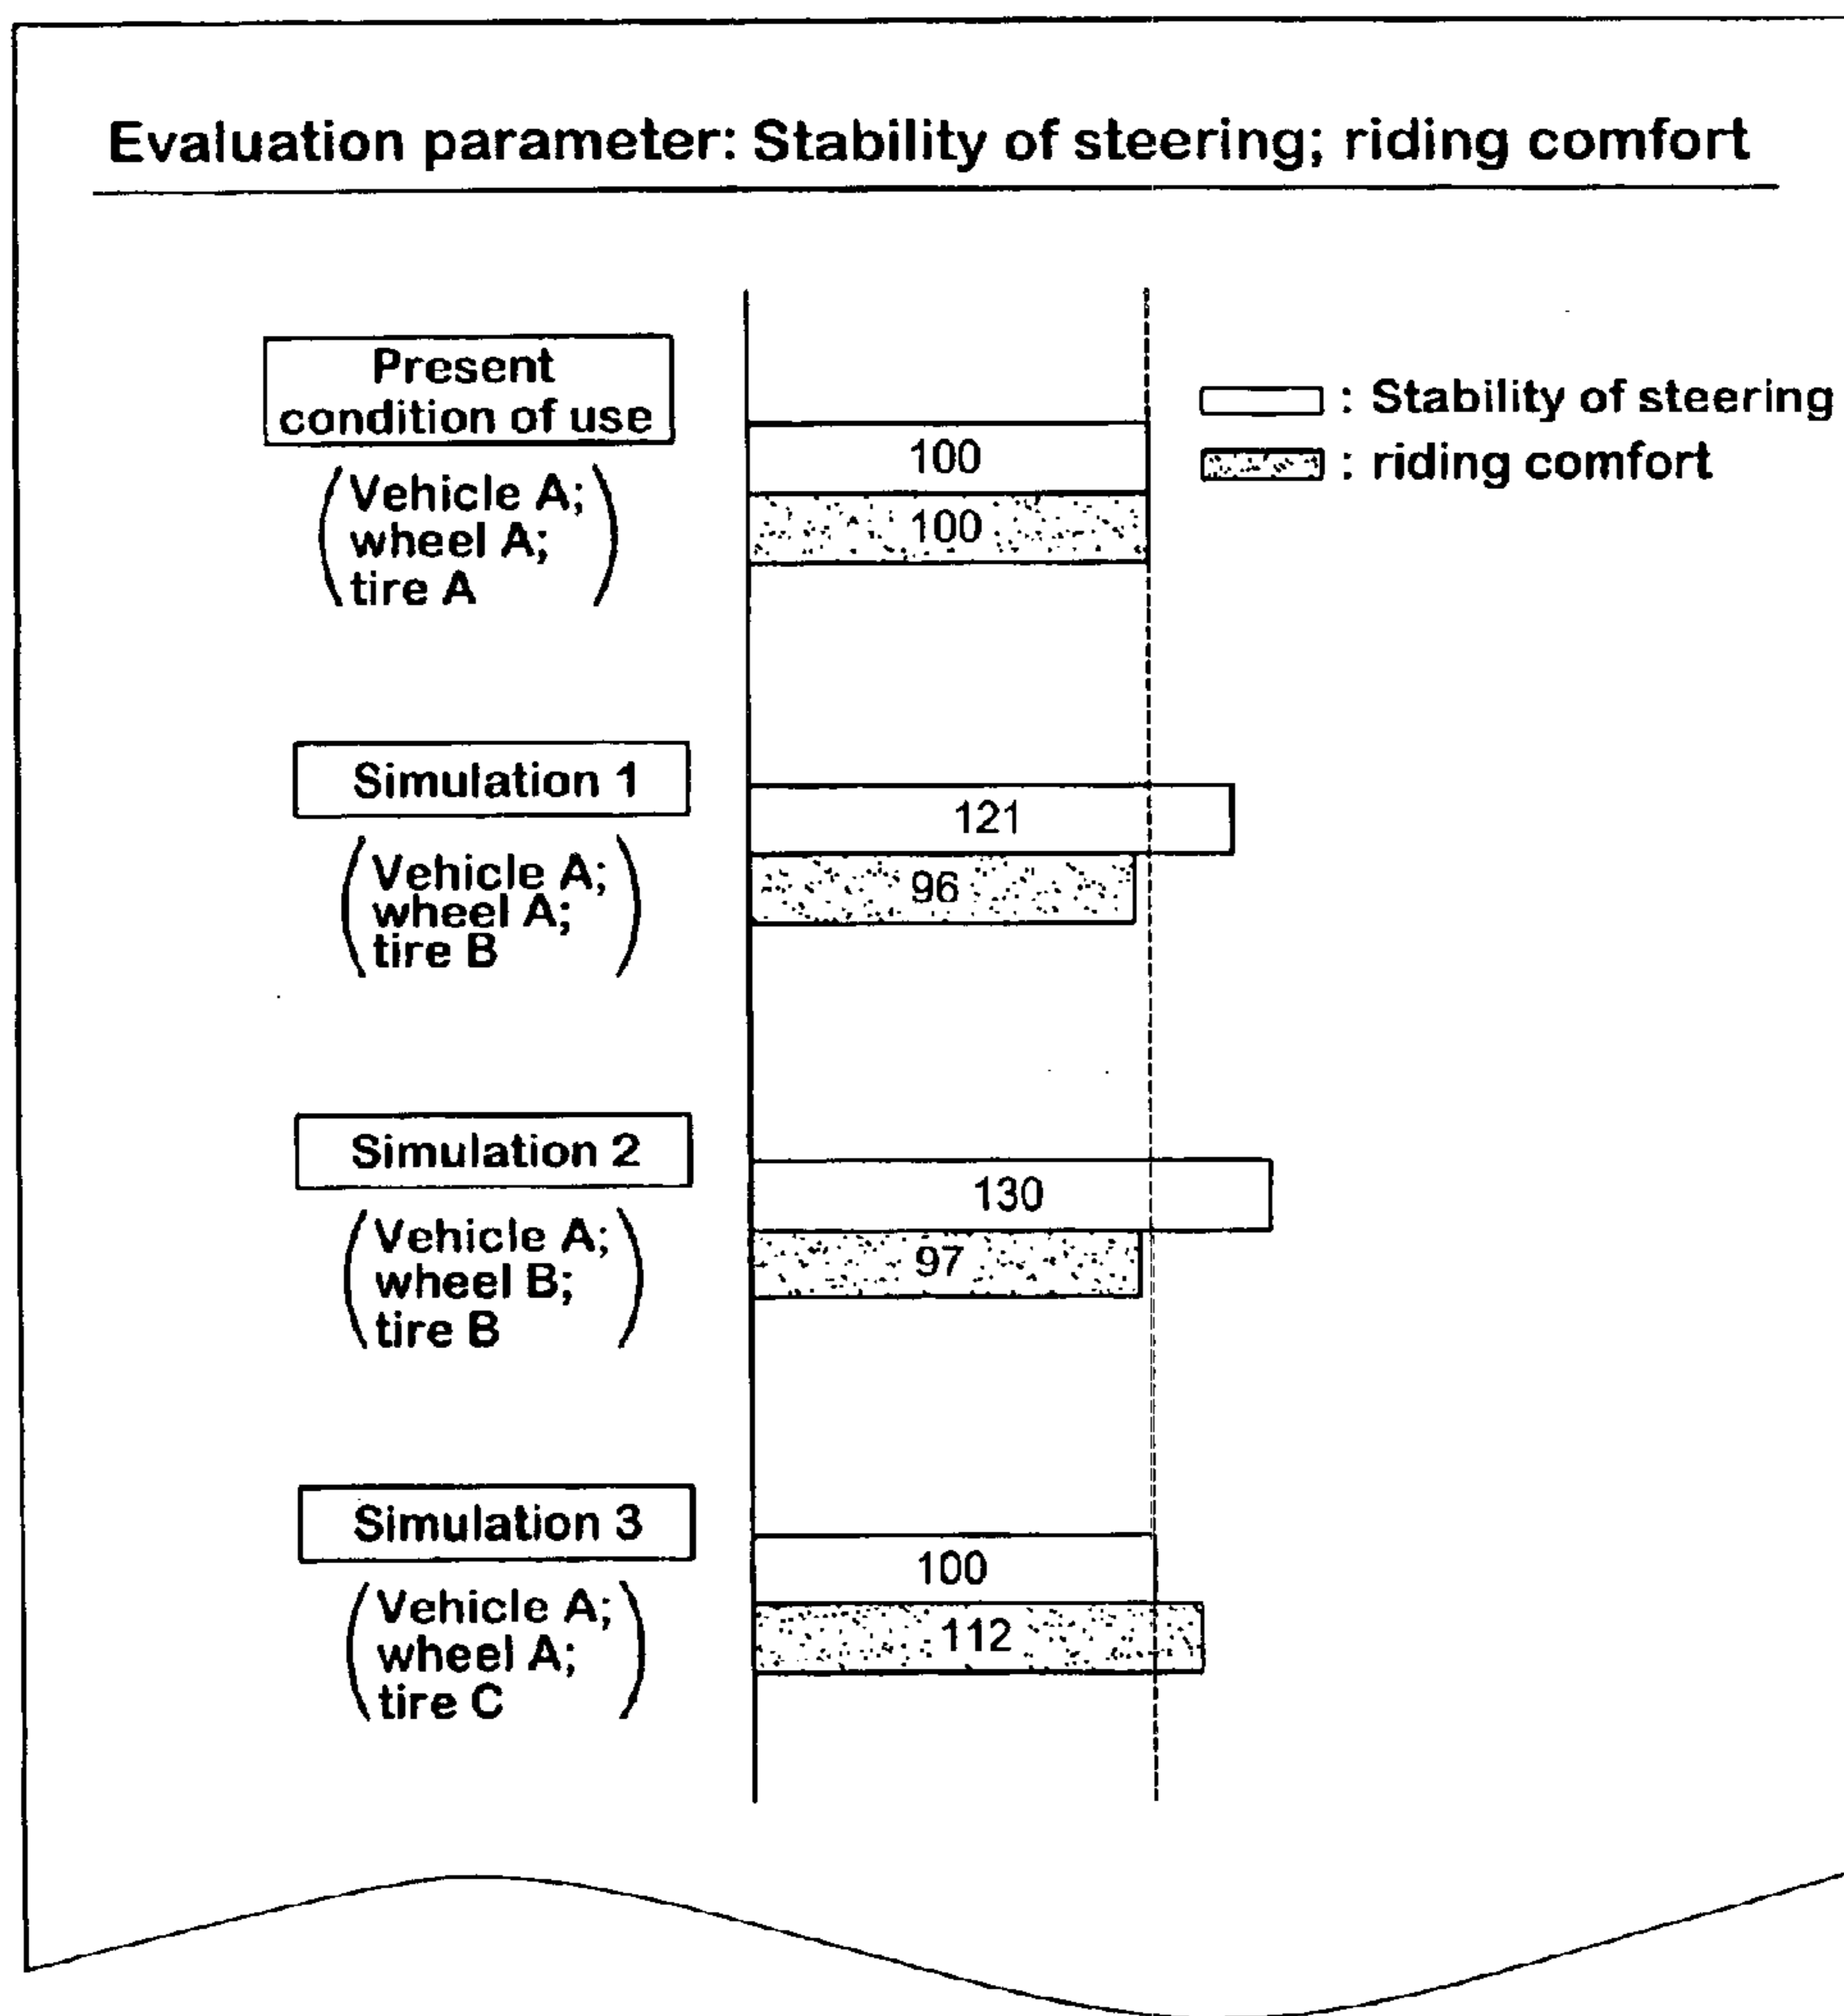 Evaluation parameter: Stability of steering; riding comfort
Present
condition of use
(Vehicle A;
wheel A;
tire A)
100
100
: Stability of steering
: riding comfort
Simulation 1
(Vehicle A;
wheel A;
tire B)
121
96
Simulation 2
(Vehicle A;
wheel B;
tire B)
130
97
Simulation 3
(Vehicle A;
wheel A;
tire C)
100
112